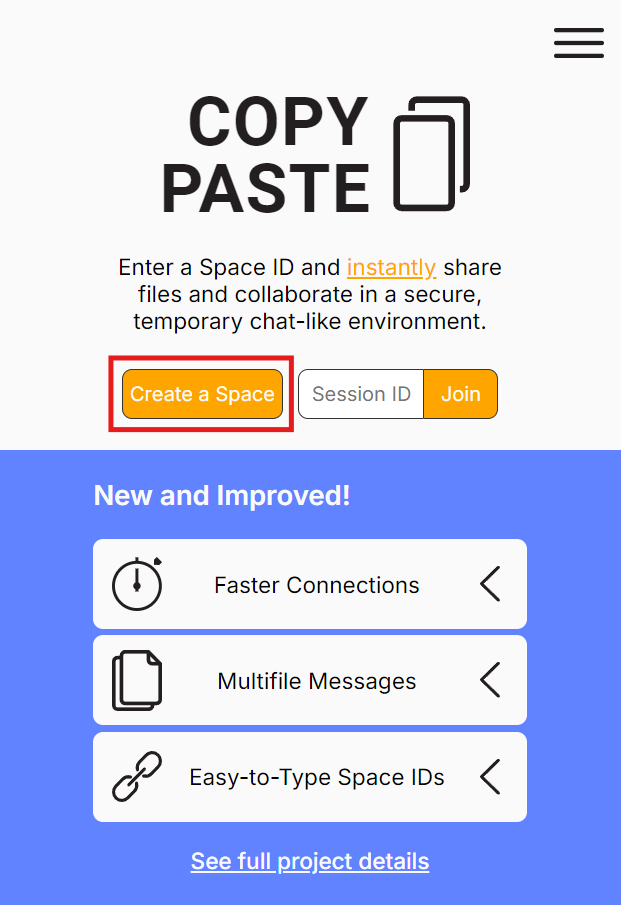 COPY
PASTE
Enter a Space ID and instantly share
files and collaborate in a secure,
temporary chat-like environment.
Create a Space
Session ID
Join
New and Improved!
Faster Connections
Multifile Messages
Easy-to-Type Space IDs
See full project details